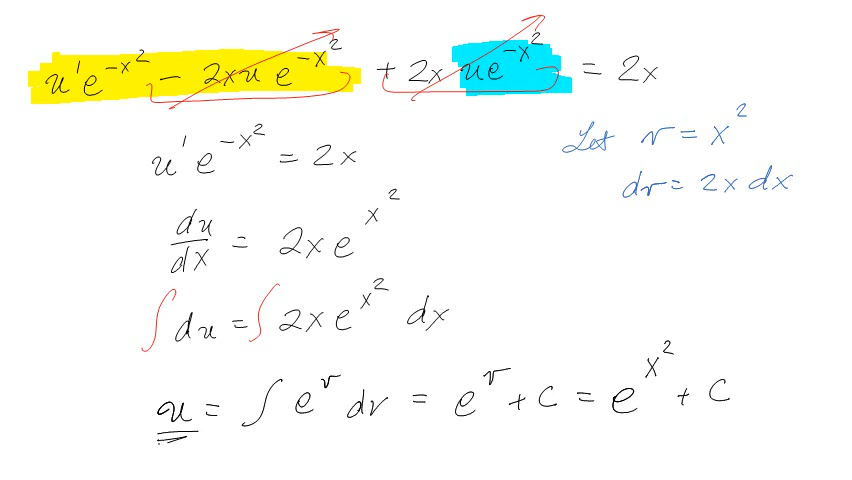 u'e^{-x^2} - 2xu e^{-x^2} + 2x ue^{-x^2} = 2x
u'e^{-x^2} = 2x
Let v = x^2
dv = 2x dx
du/dx = 2xe^{x^2}
∫ du = ∫ 2xe^{x^2} dx
u = ∫ e^v dv = e^v + C = e^{x^2} + C